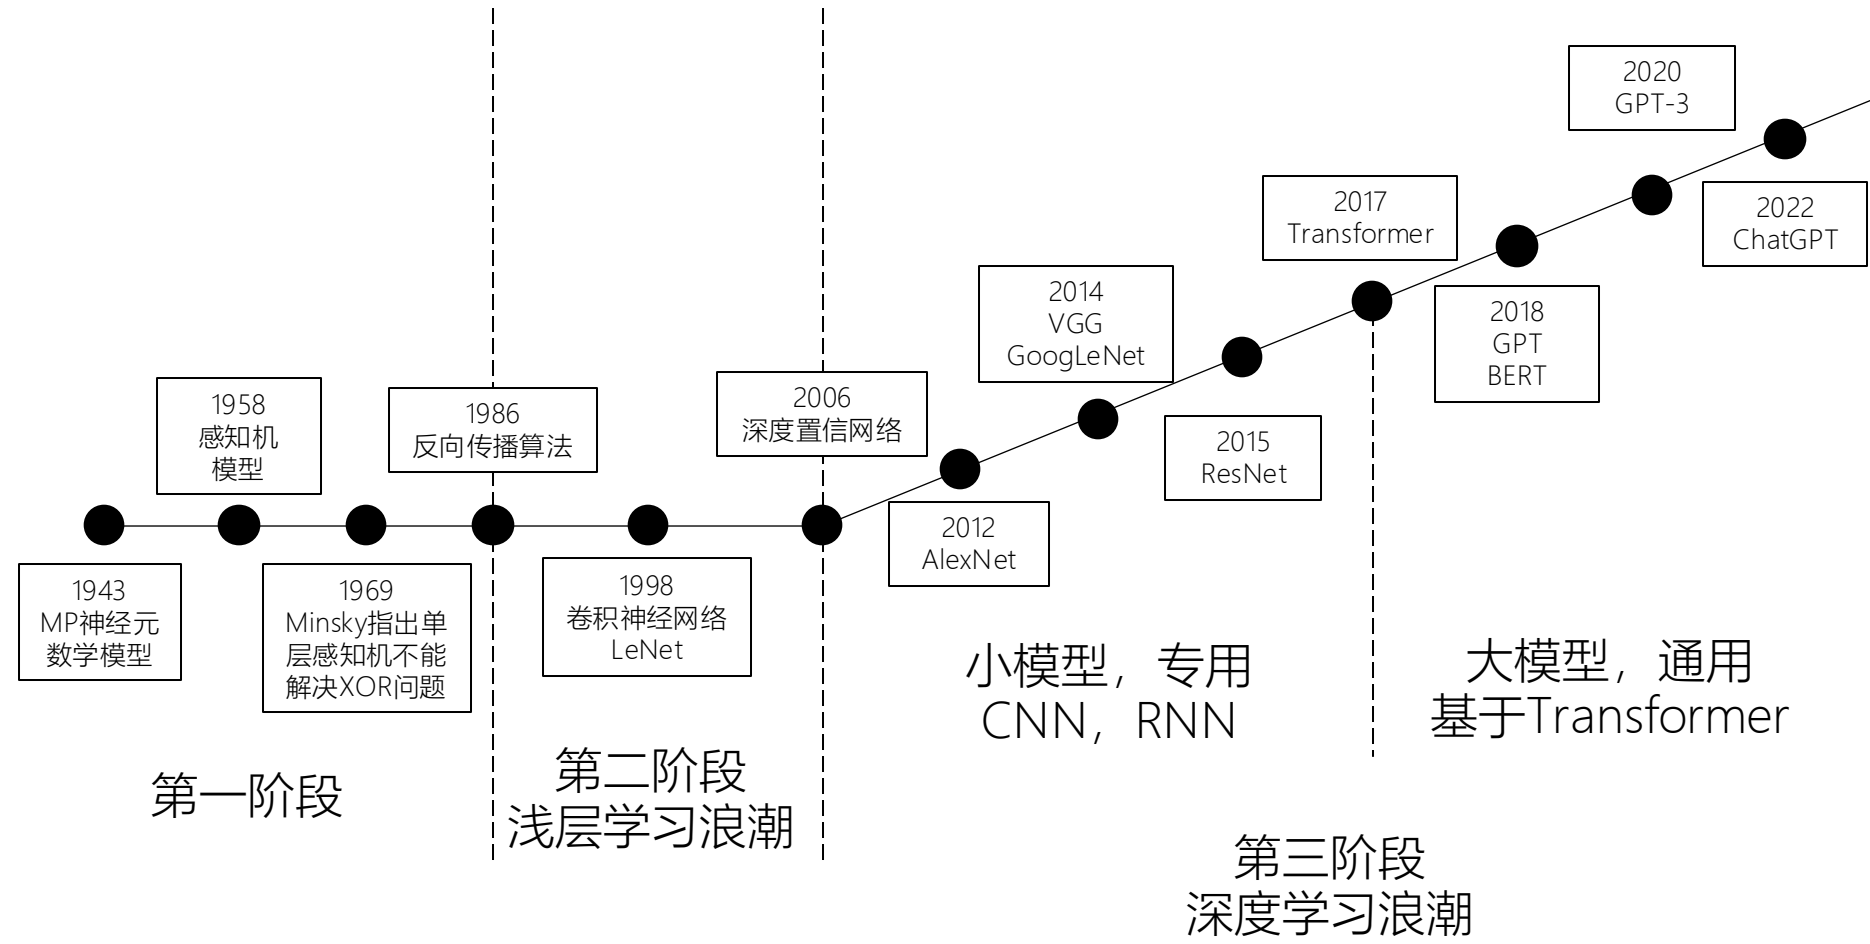 1943
MP神经元
数学模型
1958
感知机
模型
1969
Minsky指出单
层感知机不能
解决XOR问题
1986
反向传播算法
1998
卷积神经网络
LeNet
2006
深度置信网络
2012
AlexNet
2014
VGG
GoogLeNet
2015
ResNet
2017
Transformer
2018
GPT
BERT
2020
GPT-3
2022
ChatGPT
小模型，专用
CNN，RNN
大模型，通用
基于Transformer
第一阶段
第二阶段
浅层学习浪潮
第三阶段
深度学习浪潮